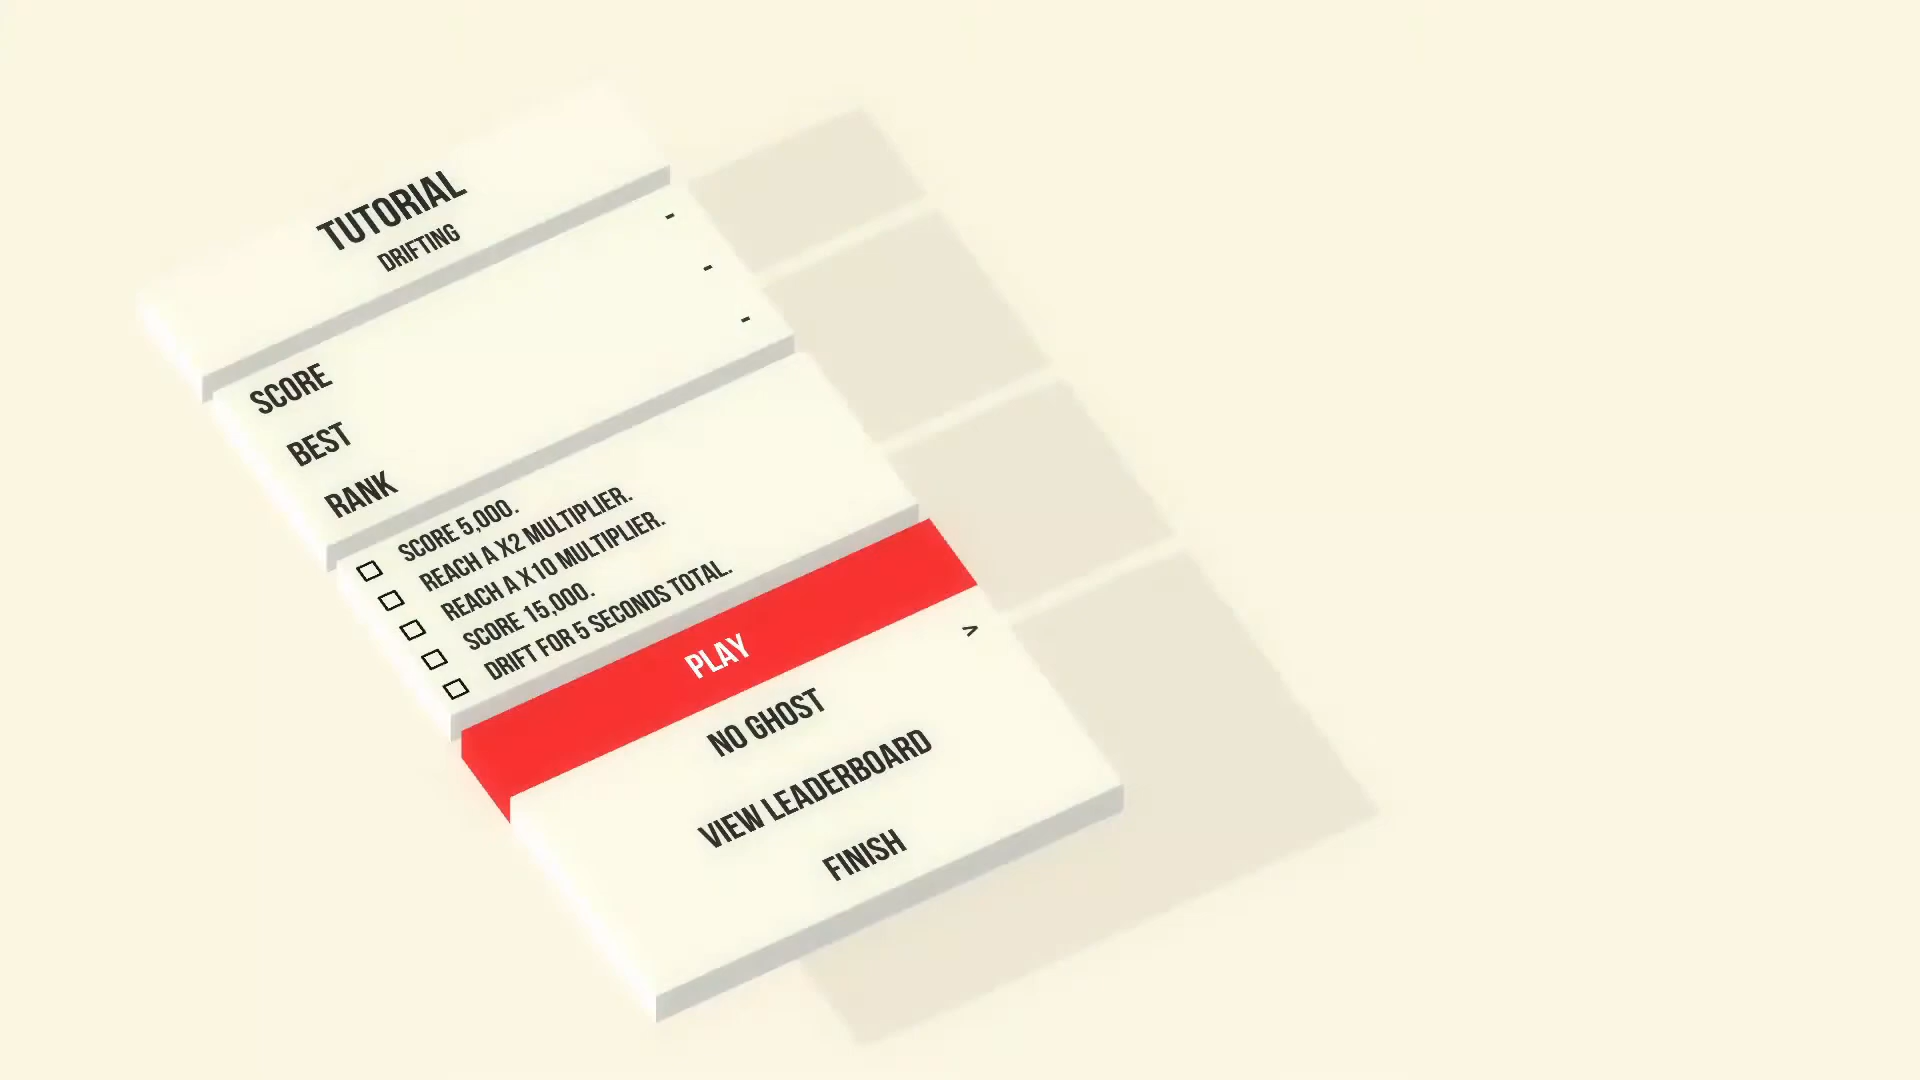 TUTORIAL
DRIFTING
SCORE -
BEST -
RANK -
SCORE 5,000.
REACH A X2 MULTIPLIER.
REACH A X10 MULTIPLIER.
SCORE 15,000.
DRIFT FOR 5 SECONDS TOTAL.
PLAY
NO GHOST >
VIEW LEADERBOARD
FINISH